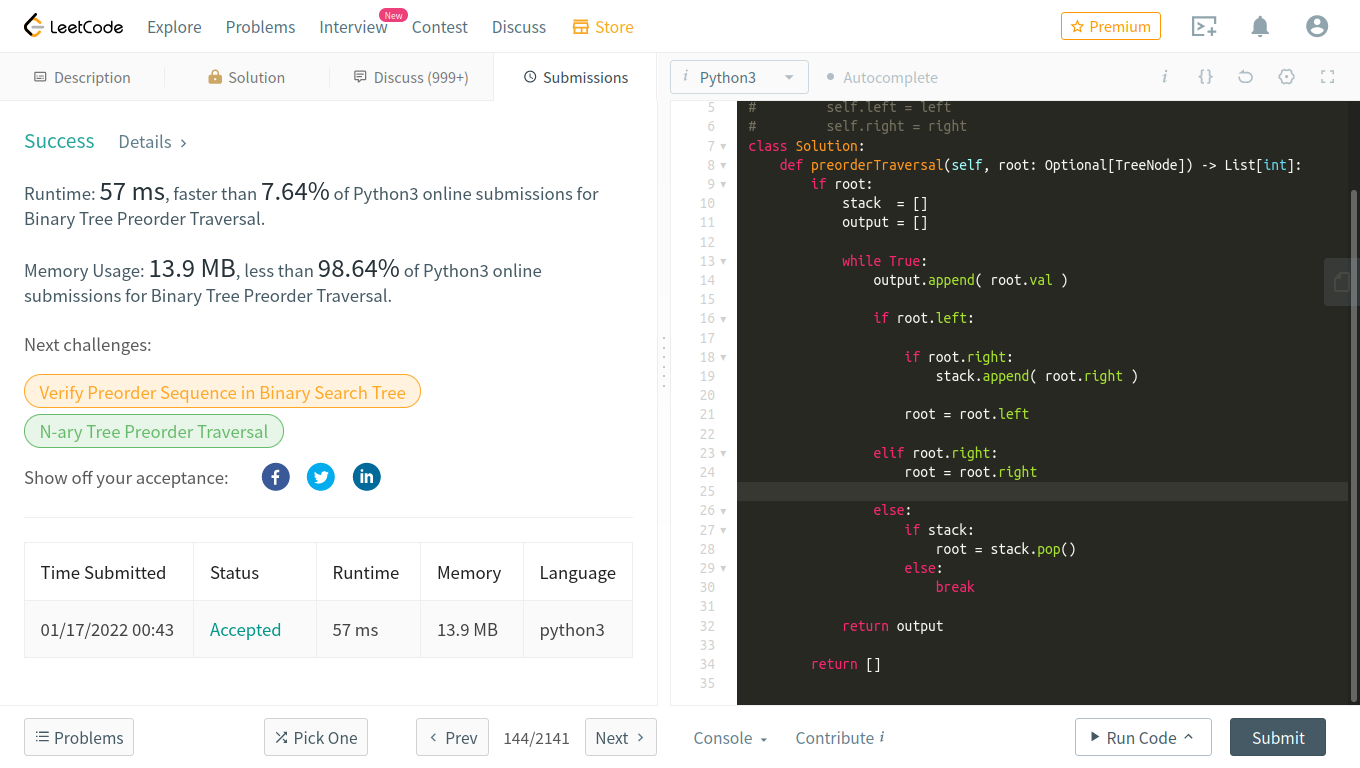 LeetCode Explore Problems Interview New Contest Discuss Store Premium
Description Solution Discuss (999+) Submissions
i Python3 Autocomplete i {}
Success Details >
Runtime: 57 ms, faster than 7.64% of Python3 online submissions for
Binary Tree Preorder Traversal.
Memory Usage: 13.9 MB, less than 98.64% of Python3 online
submissions for Binary Tree Preorder Traversal.
Next challenges:
Verify Preorder Sequence in Binary Search Tree
N-ary Tree Preorder Traversal
Show off your acceptance: f in
Time Submitted Status Runtime Memory Language
01/17/2022 00:43 Accepted 57 ms 13.9 MB python3
5 #         self.left = left
6 #         self.right = right
7 class Solution:
8     def preorderTraversal(self, root: Optional[TreeNode]) -> List[int]:
9         if root:
10             stack  = []
11             output = []
12
13             while True:
14                 output.append( root.val )
15
16                 if root.left:
17
18                     if root.right:
19                         stack.append( root.right )
20
21                     root = root.left
22
23                 elif root.right:
24                     root = root.right
25
26                 else:
27                     if stack:
28                         root = stack.pop()
29                     else:
30                         break
31
32             return output
33
34         return []
35
Problems Pick One < Prev 144/2141 Next > Console Contribute i Run Code Submit